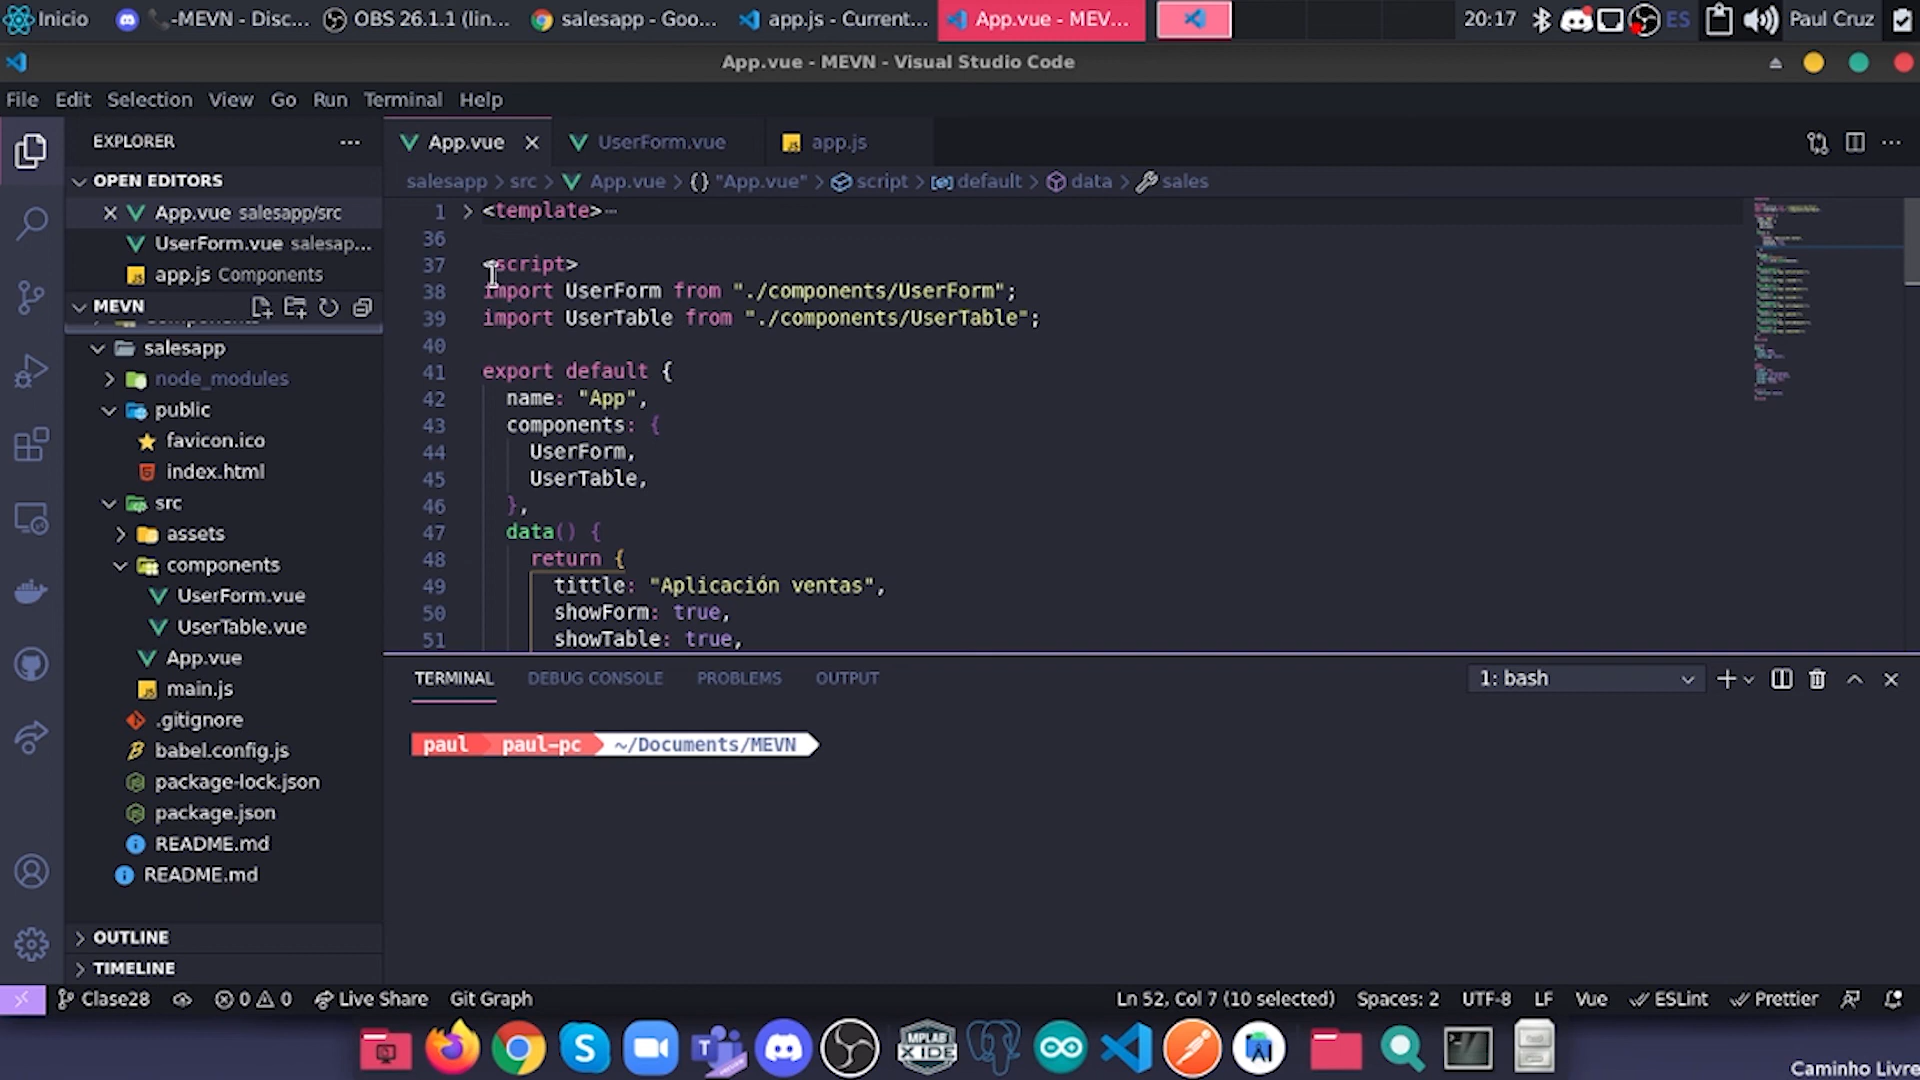 Inicio
-MEVN - Disc...
OBS 26.1.1 (lin...
salesapp - Goo...
app.js - Current...
App.vue - MEV...
20:17
ES
Paul Cruz
App.vue - MEVN - Visual Studio Code
File Edit Selection View Go Run Terminal Help
EXPLORER
OPEN EDITORS
App.vue salesapp/src
UserForm.vue salesap...
app.js Components
MEVN
components
salesapp
node_modules
public
favicon.ico
index.html
src
assets
components
UserForm.vue
UserTable.vue
App.vue
main.js
.gitignore
babel.config.js
package-lock.json
package.json
README.md
README.md
OUTLINE
TIMELINE
App.vue
UserForm.vue
app.js
salesapp > src > App.vue > {} "App.vue" > script > default > data > sales
1 <template>
36
37 <script>
38 import UserForm from "./components/UserForm";
39 import UserTable from "./components/UserTable";
40
41 export default {
42 name: "App",
43 components: {
44 UserForm,
45 UserTable,
46 },
47 data() {
48 return {
49 tittle: "Aplicación ventas",
50 showForm: true,
51 showTable: true,
TERMINAL DEBUG CONSOLE PROBLEMS OUTPUT
1: bash
paul paul-pc ~/Documents/MEVN
Clase28 0 0 Live Share Git Graph
Ln 52, Col 7 (10 selected) Spaces: 2 UTF-8 LF Vue ESLint Prettier
MPLAB
X IDE
Caminho Livre